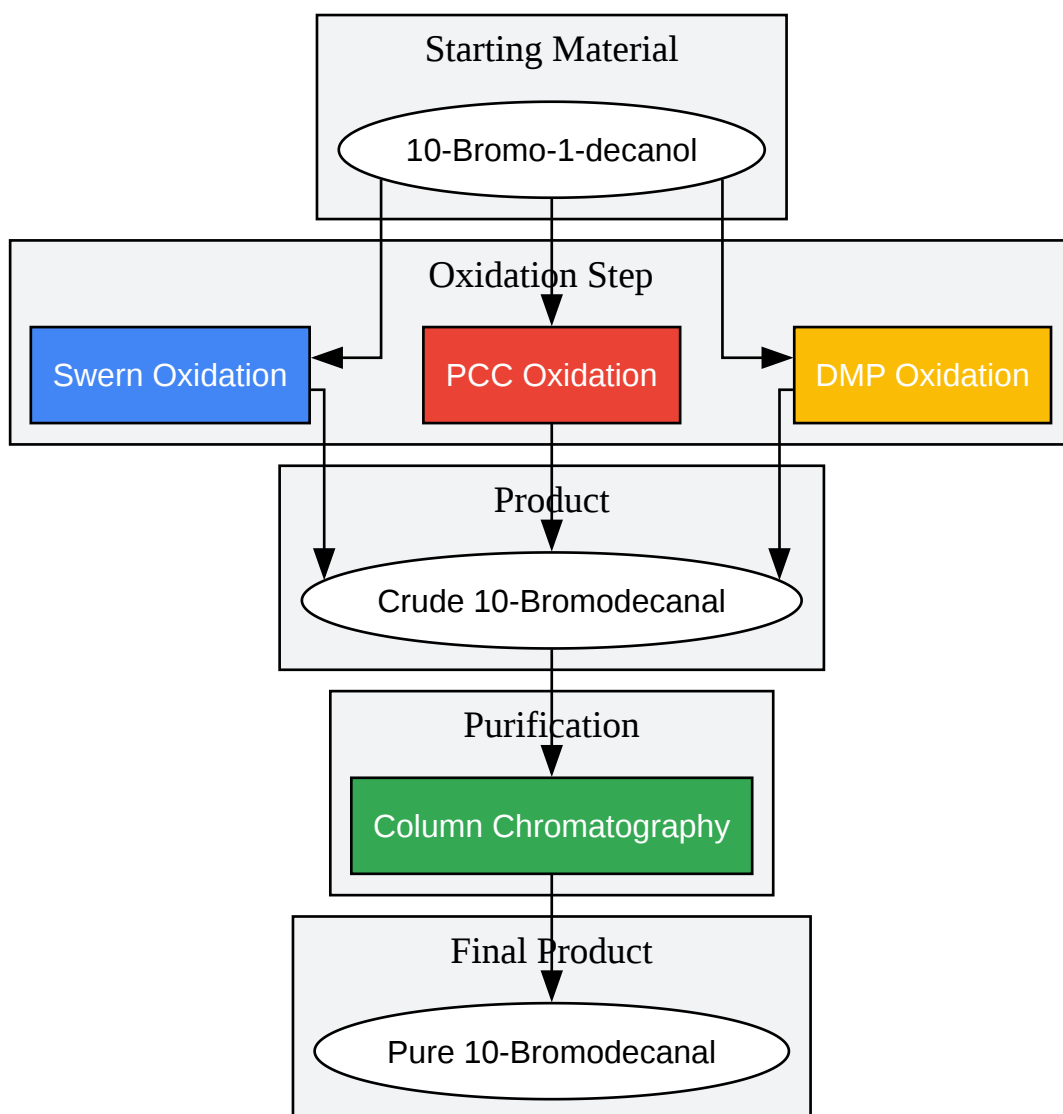 Starting Material
10-Bromo-1-decanol
Oxidation Step
Swern Oxidation
PCC Oxidation
DMP Oxidation
Product
Crude 10-Bromodecanal
Purification
Column Chromatography
Final Product
Pure 10-Bromodecanal